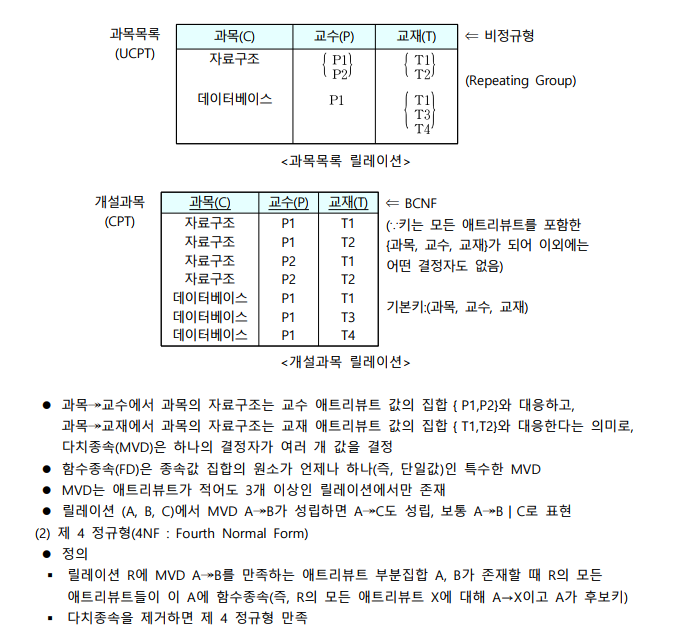 과목목록
(UCPT)
과목(C) 교수(P) 교재(T) ⇐ 비정규형
자료구조 { P1 P2 } { T1 T2 }
(Repeating Group)
데이터베이스 P1 { T1 T3 T4 }
<과목목록 릴레이션>
개설과목
(CPT)
과목(C) 교수(P) 교재(T) ⇐ BCNF
자료구조 P1 T1
자료구조 P1 T2
자료구조 P2 T1
자료구조 P2 T2
데이터베이스 P1 T1
데이터베이스 P1 T3
데이터베이스 P1 T4
(∵키는 모든 애트리뷰트를 포함한
{과목, 교수, 교재}가 되어 이외에는
어떤 결정자도 없음)
기본키:(과목, 교수, 교재)
<개설과목 릴레이션>
● 과목↠교수에서 과목의 자료구조는 교수 애트리뷰트 값의 집합 { P1,P2}와 대응하고,
과목↠교재에서 과목의 자료구조는 교재 애트리뷰트 값의 집합 { T1,T2}와 대응한다는 의미로,
다치종속(MVD)은 하나의 결정자가 여러 개 값을 결정
● 함수종속(FD)은 종속값 집합의 원소가 언제나 하나(즉, 단일값)인 특수한 MVD
● MVD는 애트리뷰트가 적어도 3개 이상인 릴레이션에서만 존재
● 릴레이션 (A, B, C)에서 MVD A↠B가 성립하면 A↠C도 성립, 보통 A↠B | C로 표현
(2) 제 4 정규형(4NF : Fourth Normal Form)
● 정의
▪ 릴레이션 R에 MVD A↠B를 만족하는 애트리뷰트 부분집합 A, B가 존재할 때 R의 모든
애트리뷰트들이 이 A에 함수종속(즉, R의 모든 애트리뷰트 X에 대해 A→X이고 A가 후보키)
▪ 다치종속을 제거하면 제 4 정규형 만족